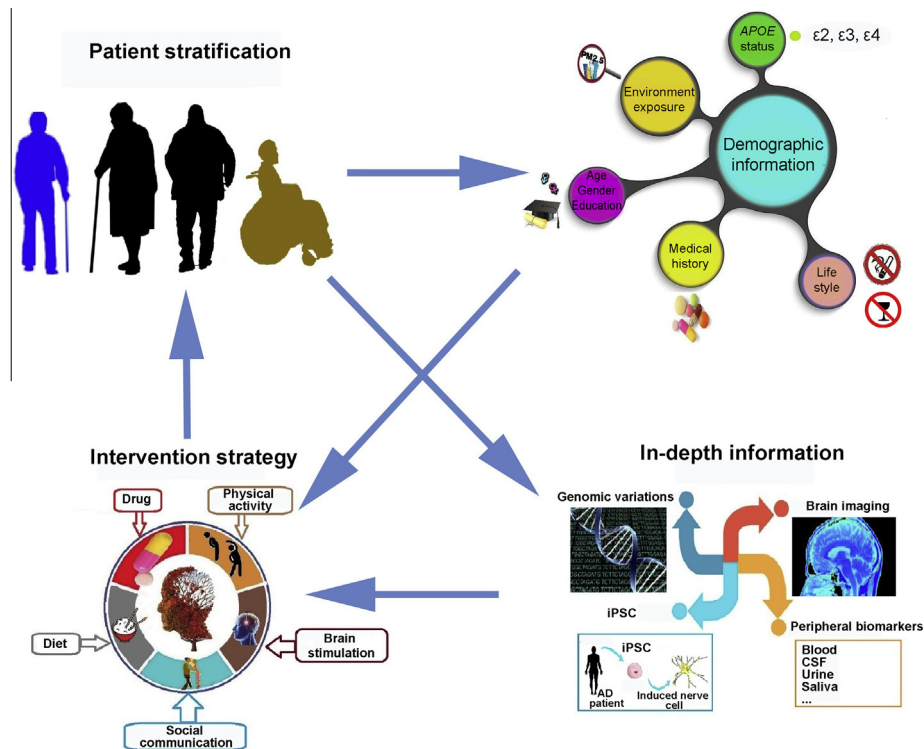 Patient stratification
APOE
status
ε2, ε3, ε4
PM2.5
Environment
exposure
Demographic
information
Age
Gender
Education
Medical
history
Life
style
Intervention strategy
Drug
Physical
activity
Diet
Brain
stimulation
Social
communication
In-depth information
Genomic variations
Brain imaging
iPSC
iPSC
AD
patient
Induced nerve
cell
Peripheral biomarkers
Blood
CSF
Urine
Saliva
...